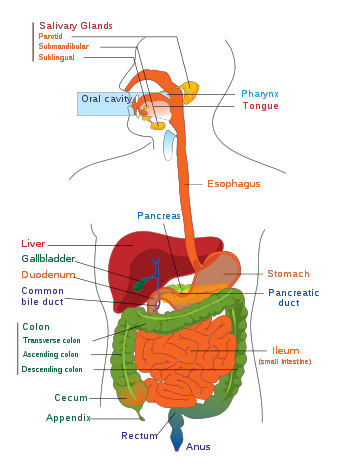 Salivary Glands
Parotid
Submandibular
Sublingual
Oral cavity
Pharynx
Tongue
Esophagus
Pancreas
Liver
Gallbladder
Duodenum
Common
bile duct
Stomach
Pancreatic
duct
Colon
Transverse colon
Ascending colon
Descending colon
Ileum
(small intestine)
Cecum
Appendix
Rectum
Anus